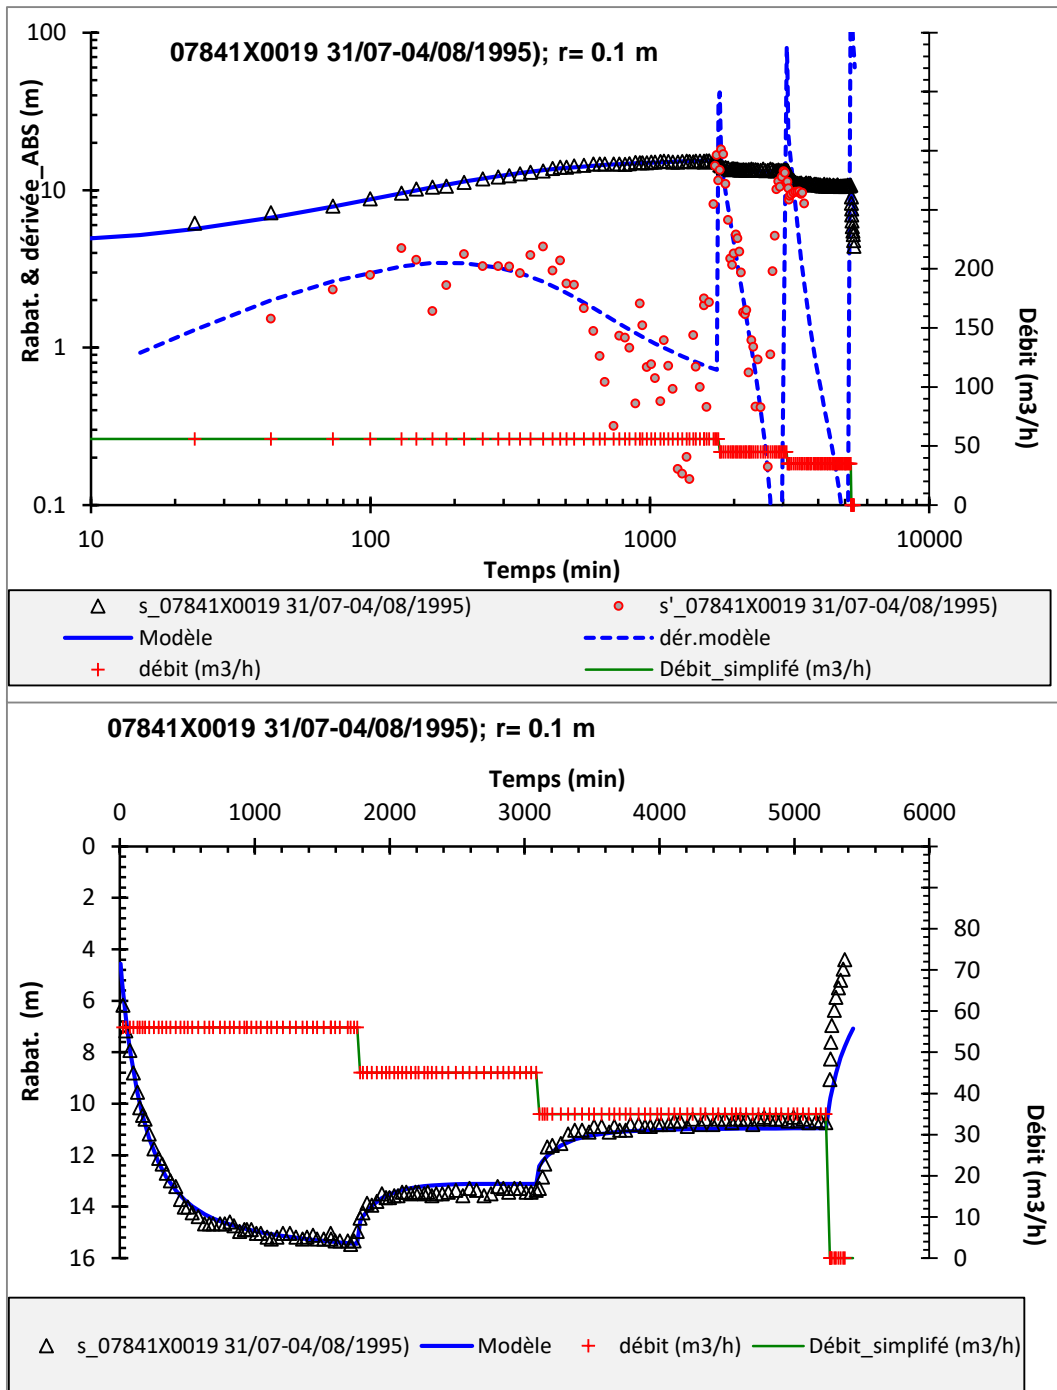 07841X0019 31/07-04/08/1995); r= 0.1 m
Rabat. & dérivée_ABS (m)
100
10
1
0.1
10 100 1000 10000
Temps (min)
200
150
100
50
0
Débit (m3/h)
s_07841X0019 31/07-04/08/1995)
s'_07841X0019 31/07-04/08/1995)
Modèle
dér.modèle
débit (m3/h)
Débit_simplifé (m3/h)
07841X0019 31/07-04/08/1995); r= 0.1 m
Temps (min)
0 1000 2000 3000 4000 5000 6000
Rabat. (m)
0
2
4
6
8
10
12
14
16
80
70
60
50
40
30
20
10
0
Débit (m3/h)
s_07841X0019 31/07-04/08/1995) Modèle débit (m3/h) Débit_simplifé (m3/h)